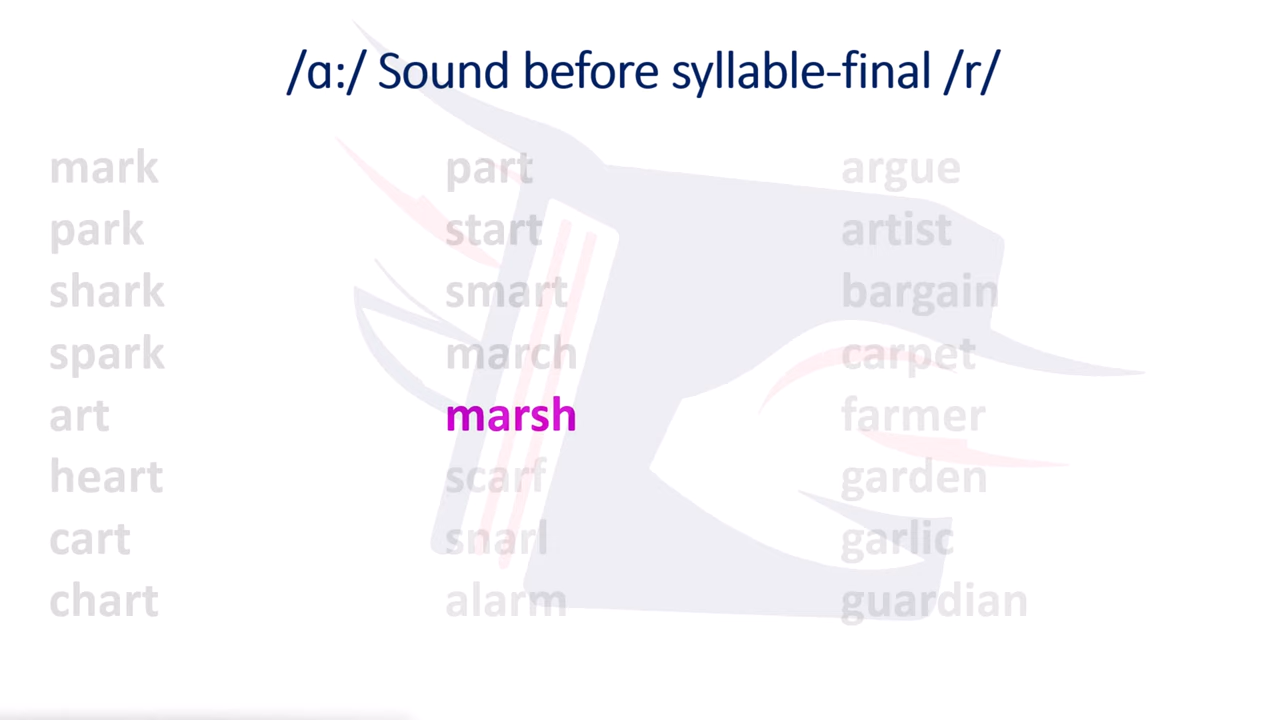 /ɑ:/ Sound before syllable-final /r/
mark
park
shark
spark
art
heart
cart
chart
part
start
smart
march
marsh
scarf
snarl
alarm
argue
artist
bargain
carpet
farmer
garden
garlic
guardian